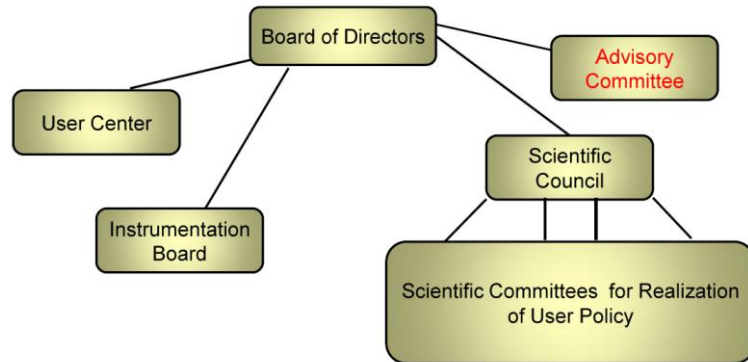 Board of Directors
Advisory
Committee
User Center
Scientific
Council
Instrumentation
Board
Scientific Committees for Realization
of User Policy